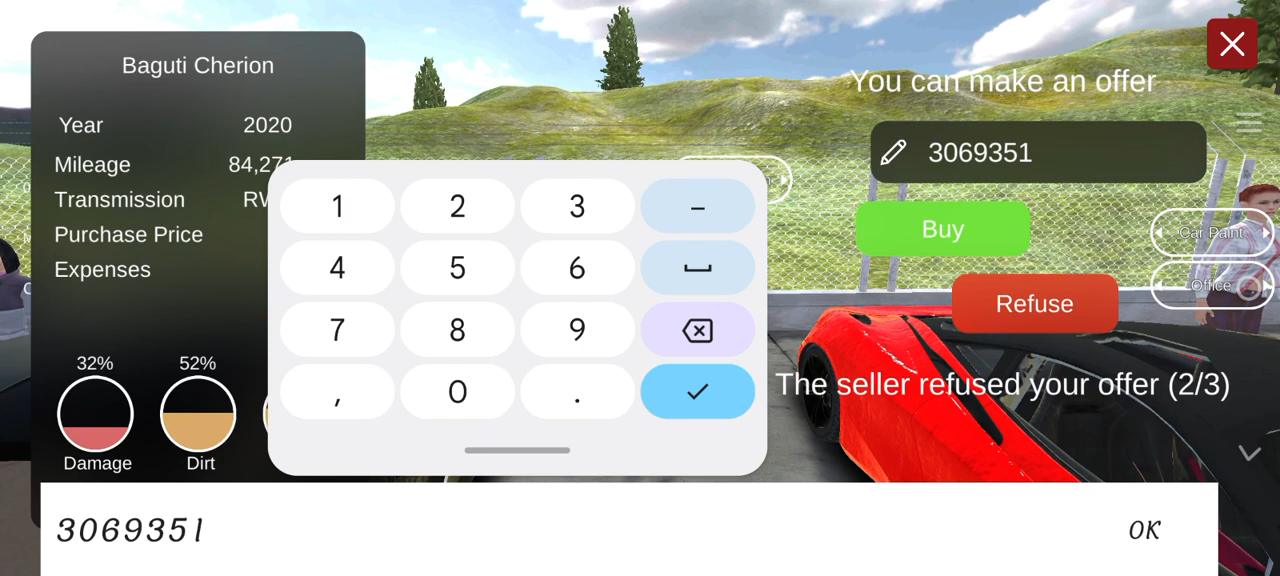 Baguti Cherion
Year 2020
Mileage 84,271
Transmission
Purchase Price
Expenses
32%
52%
Damage
Dirt
You can make an offer
3069351
Buy
Refuse
Car Paint
Office
The seller refused your offer (2/3)
1 2 3 –
4 5 6
7 8 9
, 0 .
3069351
OK